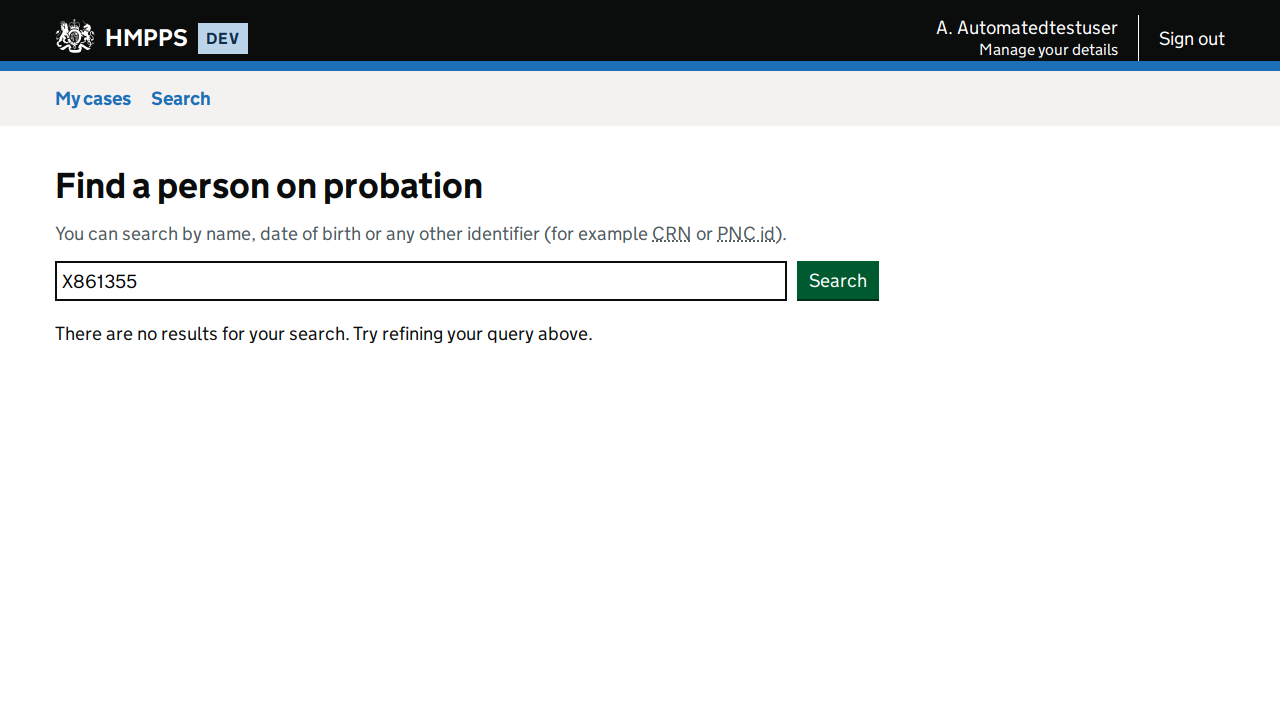 HMPPS DEV
A. Automatedtestuser
Manage your details
Sign out
My cases Search
Find a person on probation
You can search by name, date of birth or any other identifier (for example CRN or PNC id).
X861355 Search
There are no results for your search. Try refining your query above.